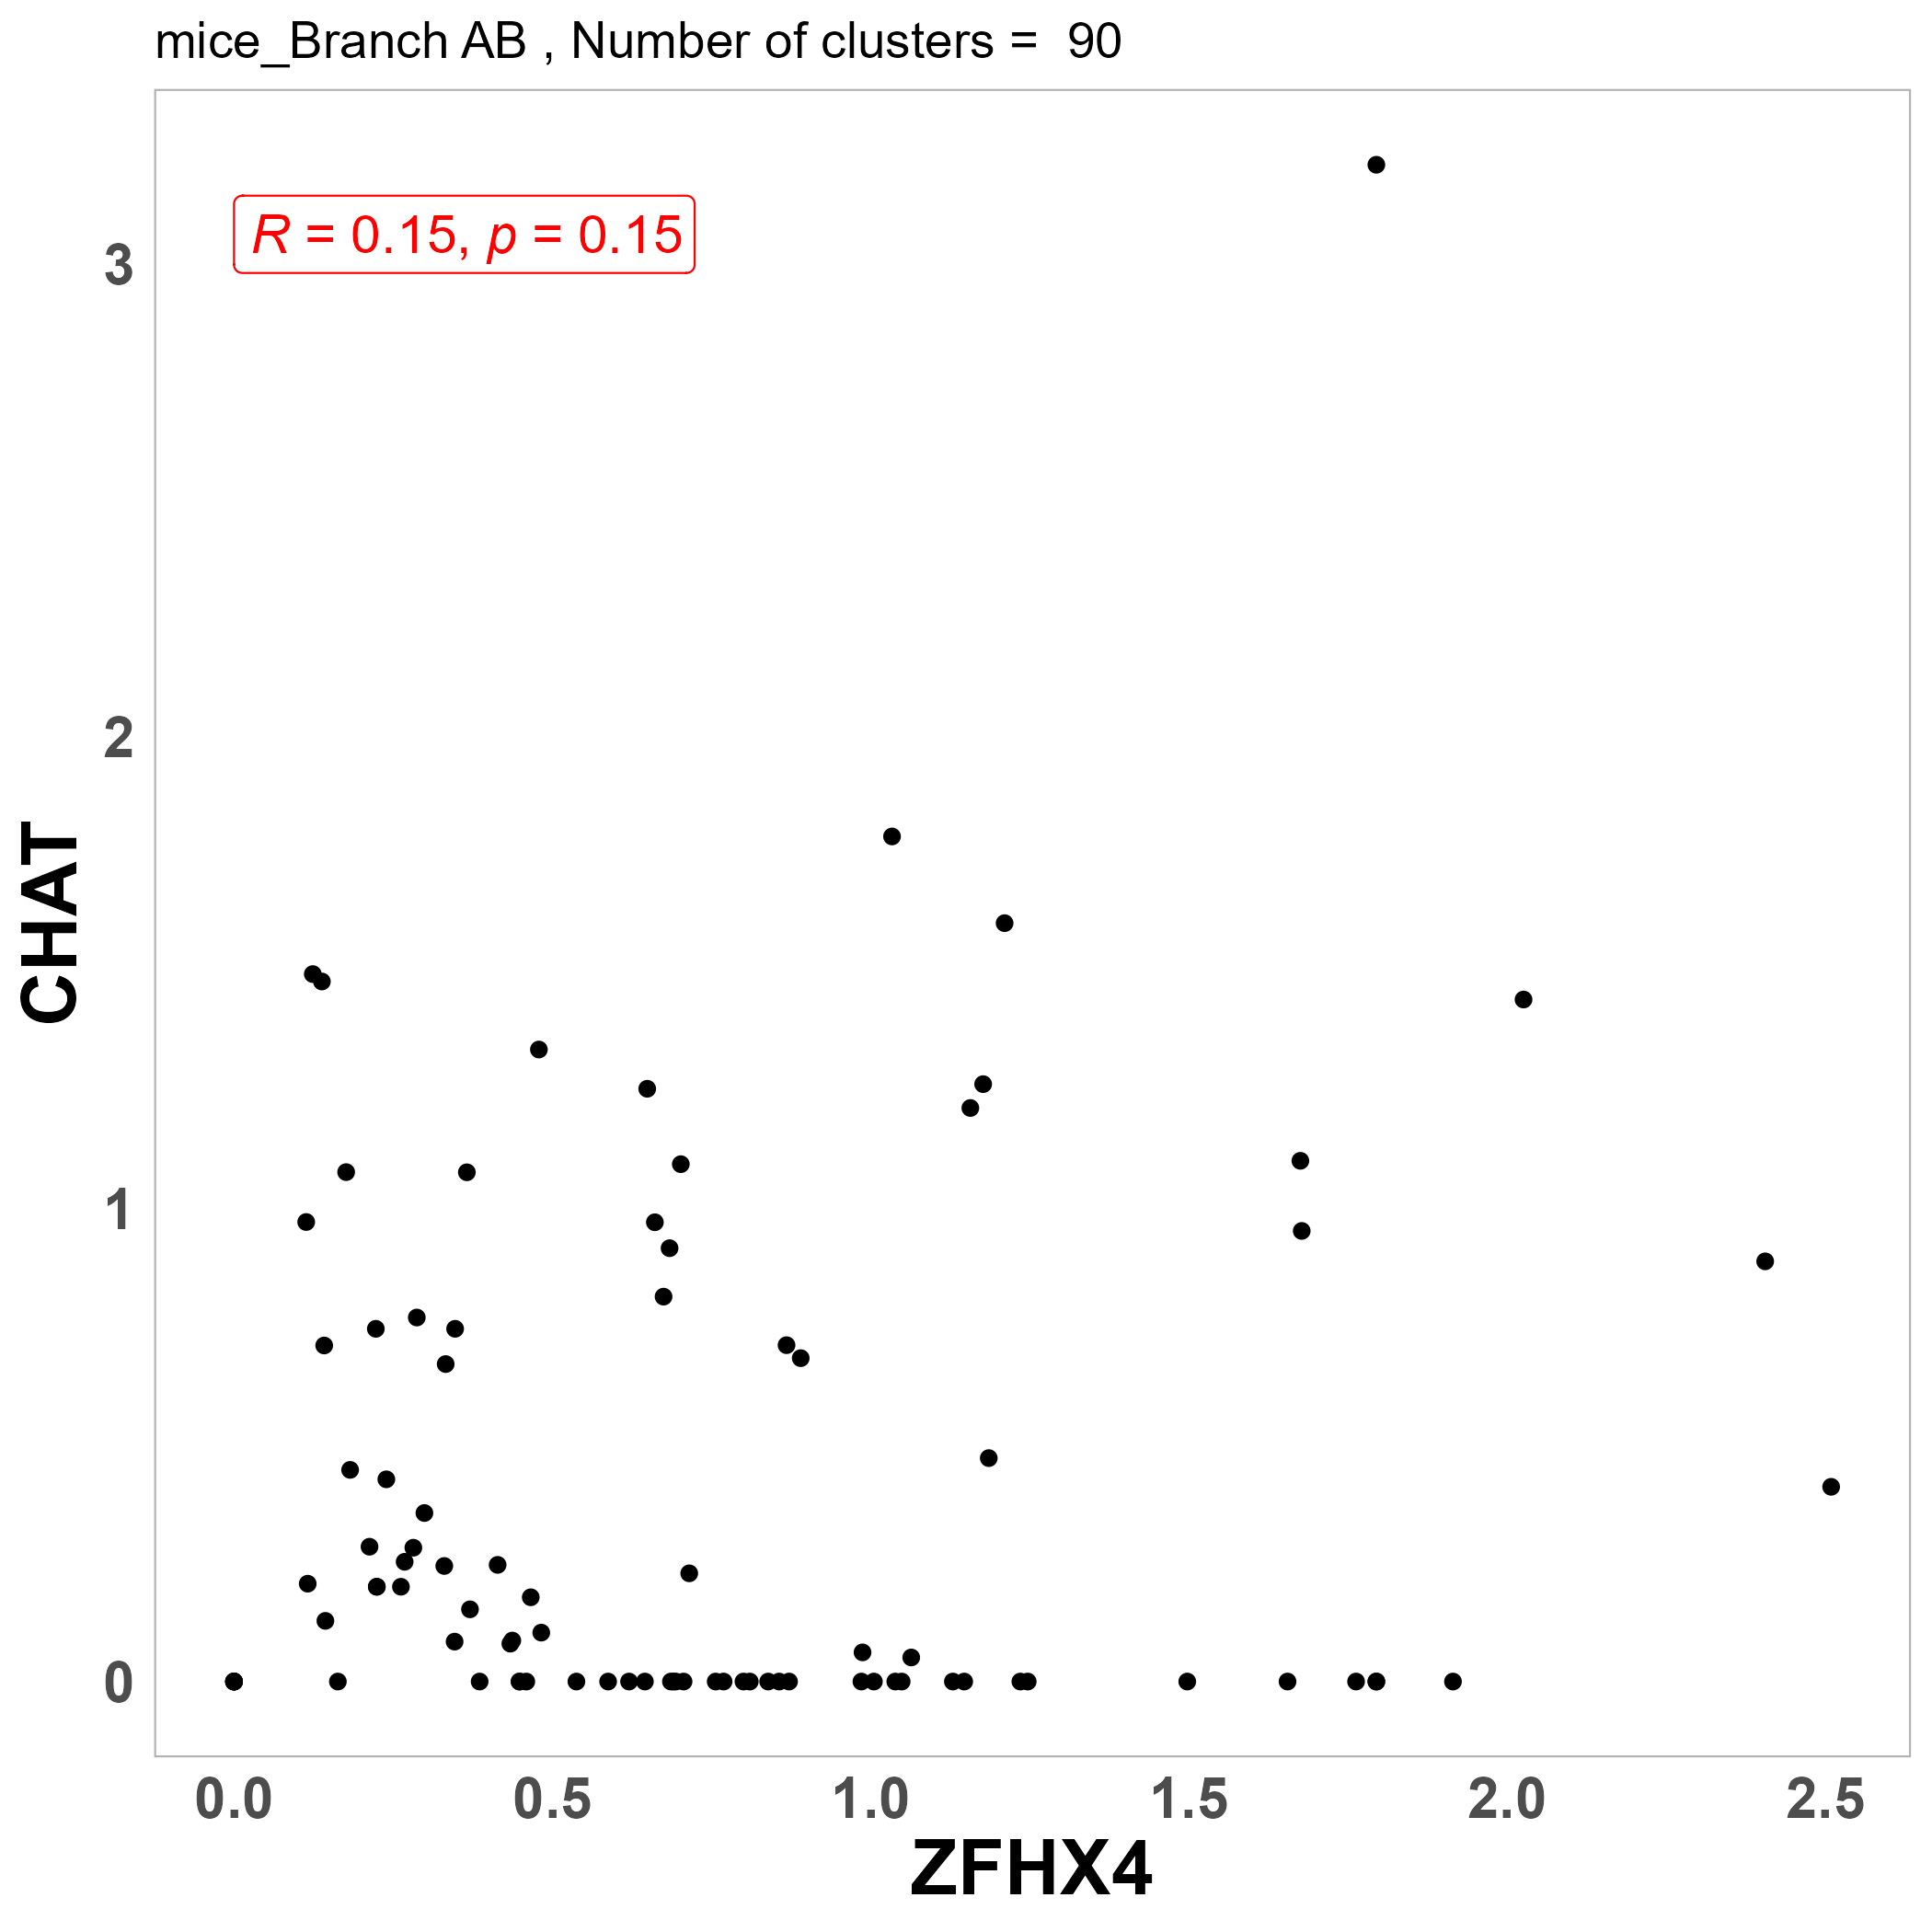 mice_Branch AB , Number of clusters =  90
R = 0.15, p = 0.15
3
2
1
0
CHAT
0.0 0.5 1.0 1.5 2.0 2.5
ZFHX4